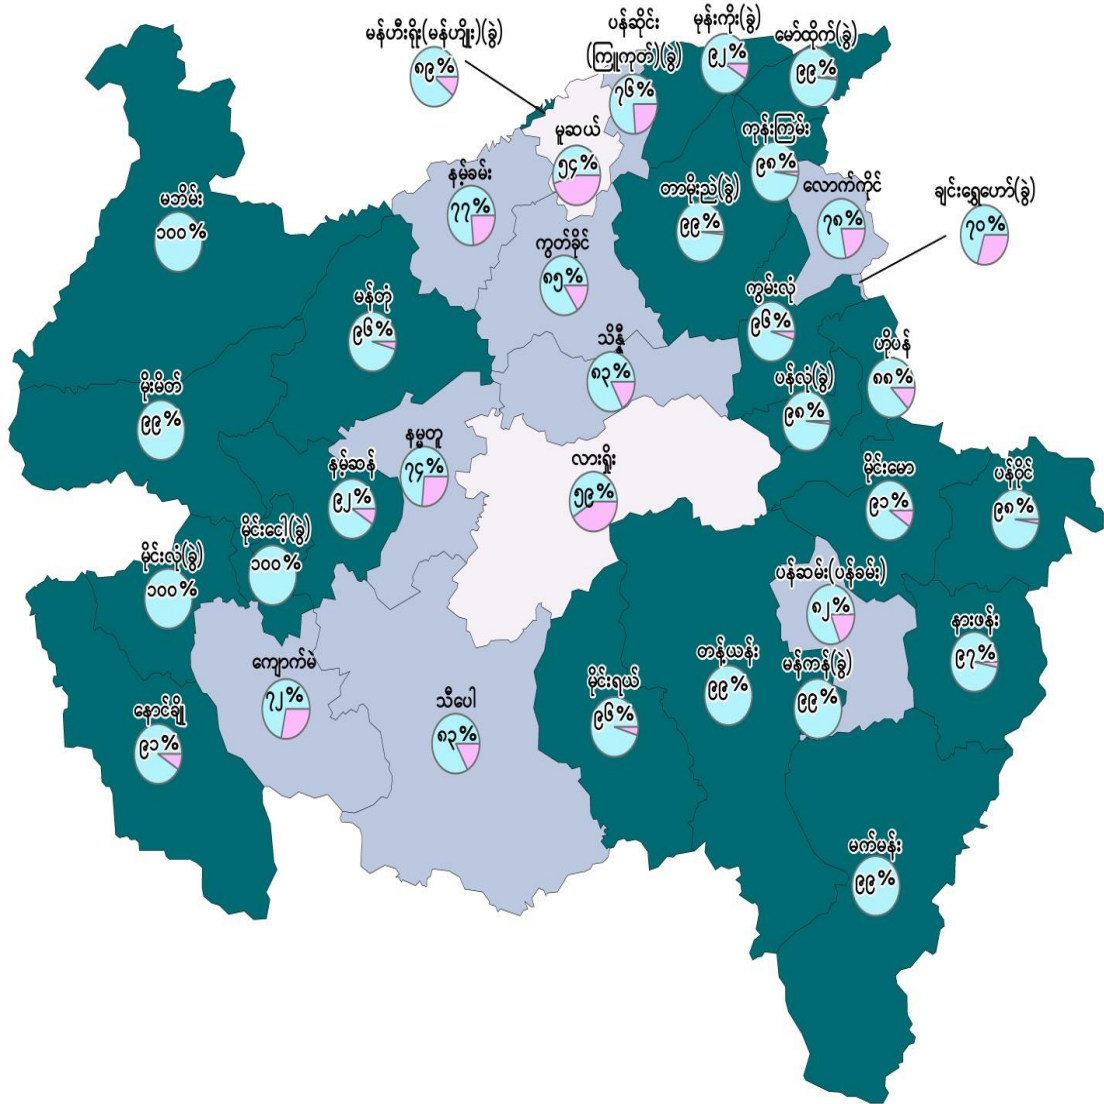 မန်ဟီးရိုး(မန်ဟျိုး)(ခွဲ)
၈၉%
ပန်ဆိုင်း
(ကြူကုတ်)(ခွဲ)
၇၆%
မုန်းကိုး(ခွဲ)
၉၂%
မော်ထိုက်(ခွဲ)
၉၉%
မူဆယ်
၅၄%
ကုန်းကြမ်း
၉၈%
နမ့်ခမ်း
၇၇%
တာမိုးညဲ(ခွဲ)
၉၉%
လောက်ကိုင်
၇၈%
ချင်းရွှေဟော်(ခွဲ)
၇၀%
မဘိမ်း
၁၀၀%
ကွတ်ခိုင်
၈၅%
မန်တုံ
၉၆%
ကွမ်းလုံ
၉၆%
သိန္နီ
၈၃%
ဟိုပန်
၈၈%
မိုးမိတ်
၉၉%
ပန်လုံ(ခွဲ)
၉၈%
နမ္မတူ
၇၄%
နမ့်ဆန်
၉၂%
လားရှိုး
၅၉%
မိုင်းမော
၉၁%
ပန်ဝိုင်
၉၈%
မိုင်းငေါ့(ခွဲ)
၁၀၀%
မိုင်းလုံ(ခွဲ)
၁၀၀%
ပန်ဆမ်း(ပန်ခမ်း)
၈၂%
နားဖန်း
၉၇%
ကျောက်မဲ
၇၂%
တန့်ယန်း
၉၉%
မန်ကန်(ခွဲ)
၉၉%
မိုင်းရယ်
၉၆%
နောင်ချို
၉၁%
သီပေါ
၈၃%
မက်မန်း
၉၉%